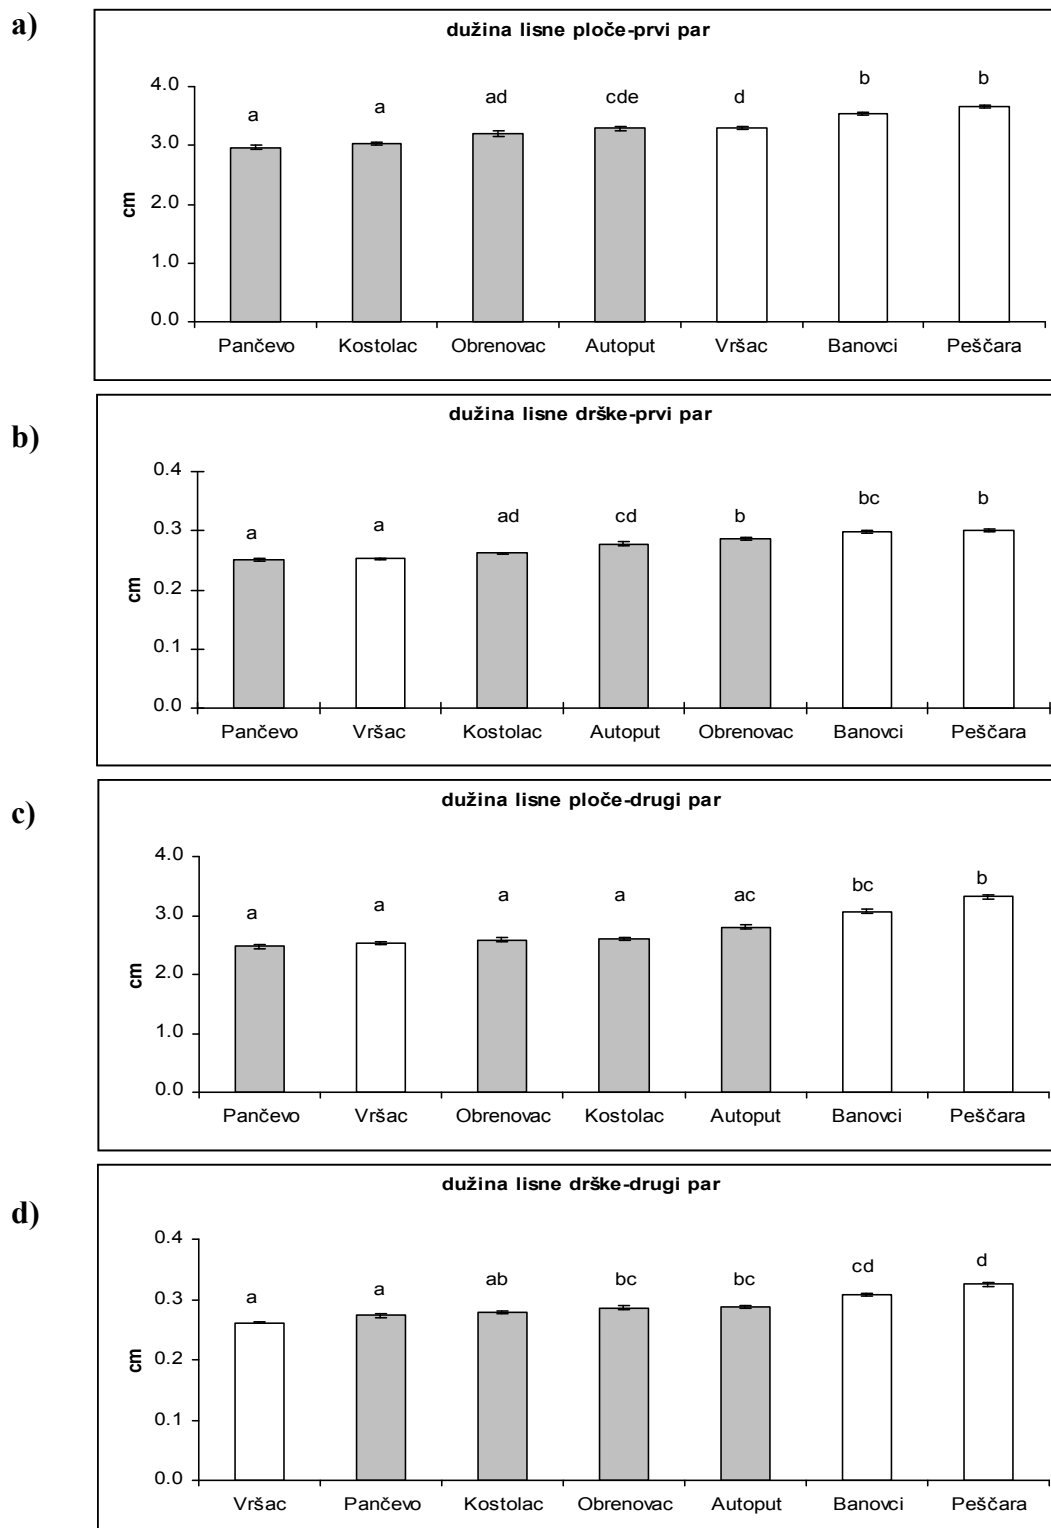 a)
dužina lisne ploče-prvi par
cm
4.0
3.0
2.0
1.0
0.0
a a ad cde d b b
Pančevo Kostolac Obrenovac Autoput Vršac Banovci Peščara
b)
dužina lisne drške-prvi par
cm
0.4
0.3
0.2
0.1
0.0
a a ad cd b bc b
Pančevo Vršac Kostolac Autoput Obrenovac Banovci Peščara
c)
dužina lisne ploče-drugi par
cm
4.0
3.0
2.0
1.0
0.0
a a a a ac bc b
Pančevo Vršac Obrenovac Kostolac Autoput Banovci Peščara
d)
dužina lisne drške-drugi par
cm
0.4
0.3
0.2
0.1
0.0
a a ab bc bc cd d
Vršac Pančevo Kostolac Obrenovac Autoput Banovci Peščara